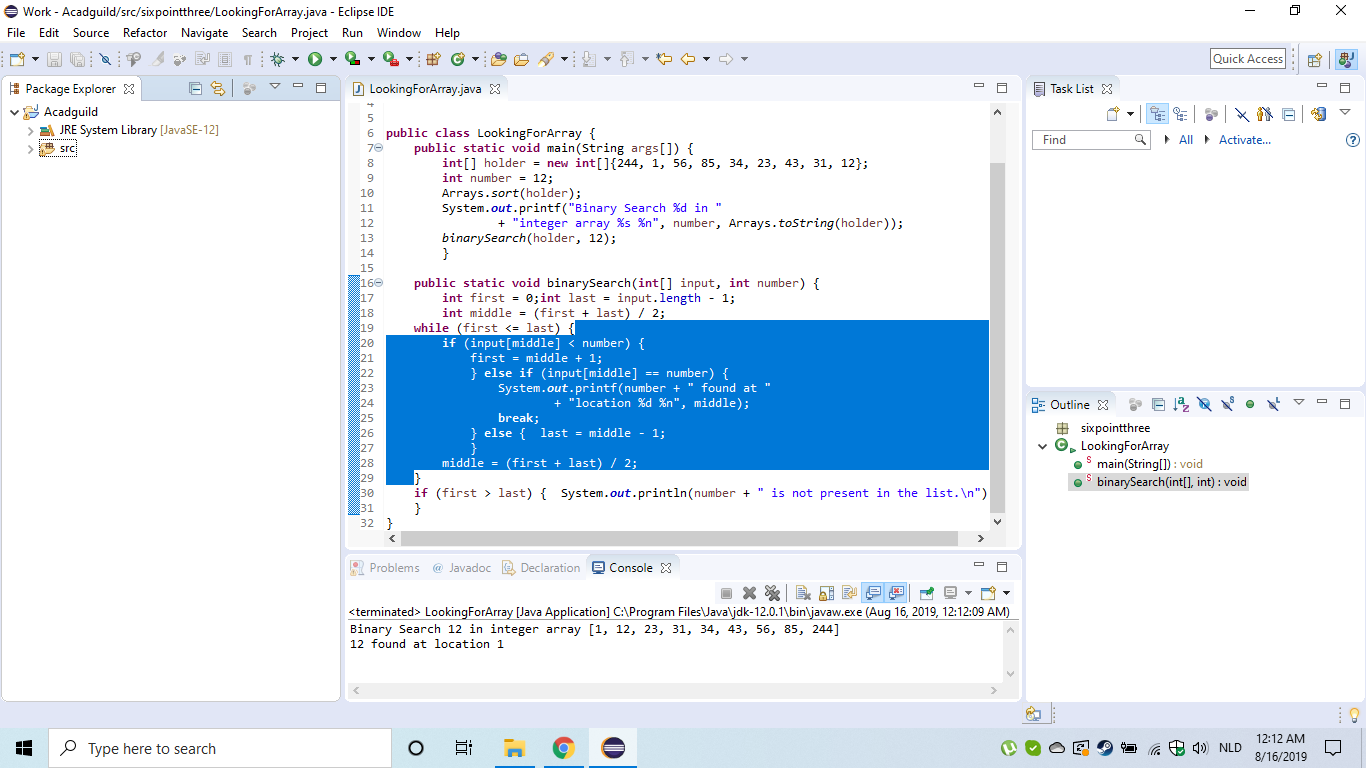 Work - Acadguild/src/sixpointthree/LookingForArray.java - Eclipse IDE
File Edit Source Refactor Navigate Search Project Run Window Help
Quick Access
Package Explorer
Acadguild
JRE System Library [JavaSE-12]
src
LookingForArray.java
4
5
6 public class LookingForArray {
7 public static void main(String args[]) {
8 int[] holder = new int[]{244, 1, 56, 85, 34, 23, 43, 31, 12};
9 int number = 12;
10 Arrays.sort(holder);
11 System.out.printf("Binary Search %d in "
12 + "integer array %s %n", number, Arrays.toString(holder));
13 binarySearch(holder, 12);
14 }
15
16 public static void binarySearch(int[] input, int number) {
17 int first = 0;int last = input.length - 1;
18 int middle = (first + last) / 2;
19 while (first <= last) {
20 if (input[middle] < number) {
21 first = middle + 1;
22 } else if (input[middle] == number) {
23 System.out.printf(number + " found at "
24 + "location %d %n", middle);
25 break;
26 } else { last = middle - 1;
27 }
28 middle = (first + last) / 2;
29 }
30 if (first > last) { System.out.println(number + " is not present in the list.\n")
31 }
32 }
Problems @ Javadoc Declaration Console
<terminated> LookingForArray [Java Application] C:\Program Files\Java\jdk-12.0.1\bin\javaw.exe (Aug 16, 2019, 12:12:09 AM)
Binary Search 12 in integer array [1, 12, 23, 31, 34, 43, 56, 85, 244]
12 found at location 1
Task List
Find All Activate...
Outline
sixpointthree
LookingForArray
main(String[]) : void
binarySearch(int[], int) : void
Type here to search
NLD
12:12 AM
8/16/2019